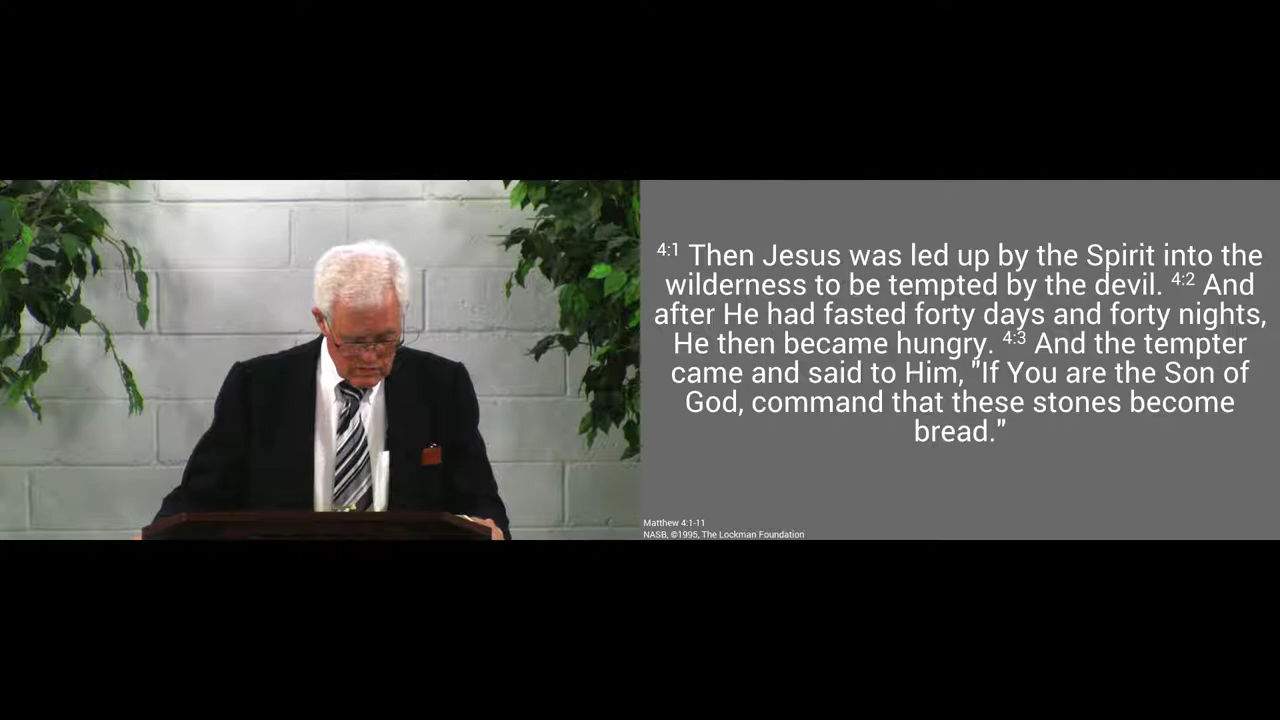 4:1 Then Jesus was led up by the Spirit into the
wilderness to be tempted by the devil. 4:2 And
after He had fasted forty days and forty nights,
He then became hungry. 4:3 And the tempter
came and said to Him, "If You are the Son of
God, command that these stones become
bread."
Matthew 4:1-11
NASB, ©1995, The Lockman Foundation